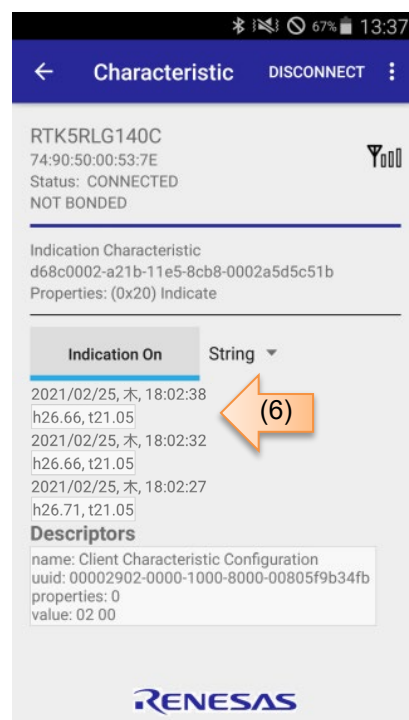 67% 13:37
Characteristic DISCONNECT
RTK5RLG140C
74:90:50:00:53:7E
Status: CONNECTED
NOT BONDED
Indication Characteristic
d68c0002-a21b-11e5-8cb8-0002a5d5c51b
Properties: (0x20) Indicate
Indication On String
2021/02/25, 木, 18:02:38
h26.66, t21.05
(6)
2021/02/25, 木, 18:02:32
h26.66, t21.05
2021/02/25, 木, 18:02:27
h26.71, t21.05
Descriptors
name: Client Characteristic Configuration
uuid: 00002902-0000-1000-8000-00805f9b34fb
properties: 0
value: 02 00
RENESAS